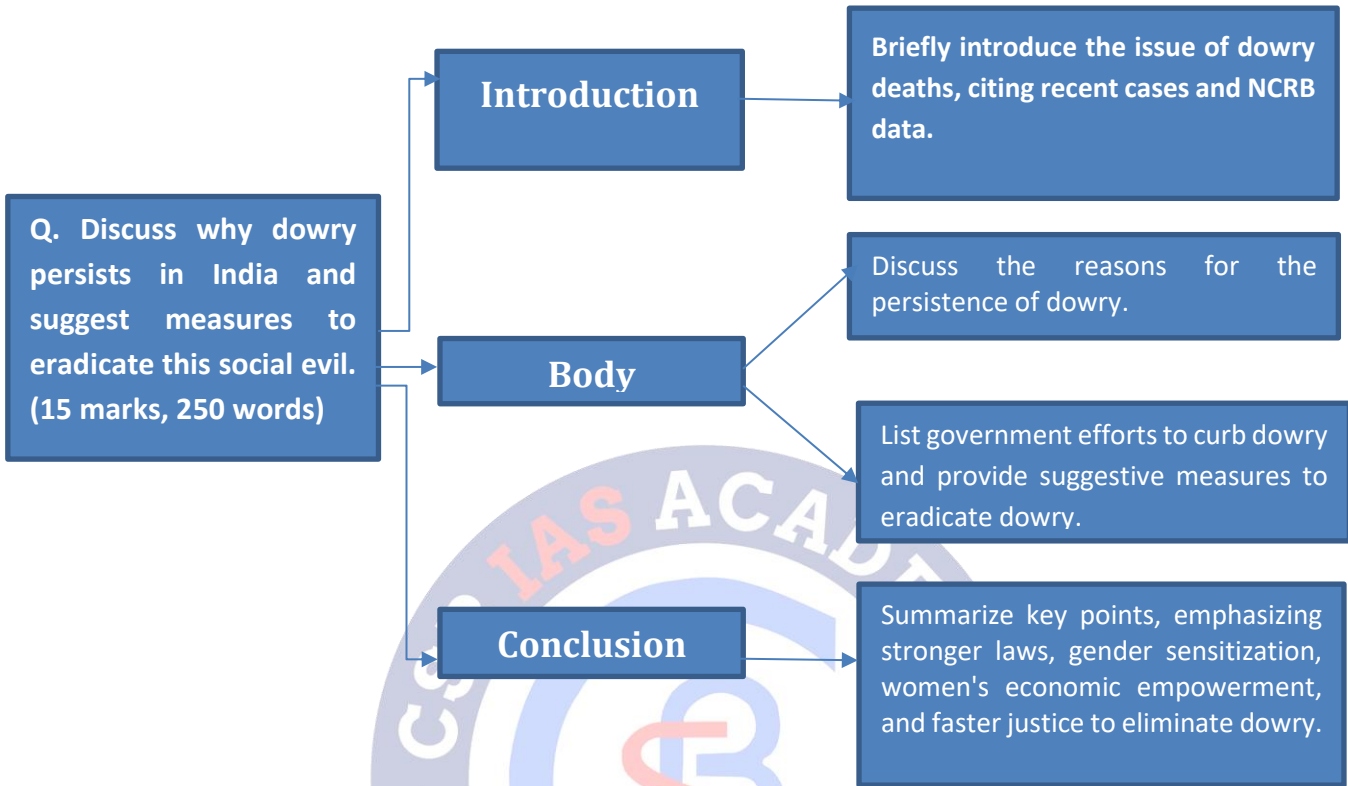 Q. Discuss why dowry
persists in India and
suggest measures to
eradicate this social evil.
(15 marks, 250 words)
Introduction
Briefly introduce the issue of dowry
deaths, citing recent cases and NCRB
data.
Body
Discuss the reasons for the
persistence of dowry.
List government efforts to curb dowry
and provide suggestive measures to
eradicate dowry.
Conclusion
Summarize key points, emphasizing
stronger laws, gender sensitization,
women's economic empowerment,
and faster justice to eliminate dowry.
IAS